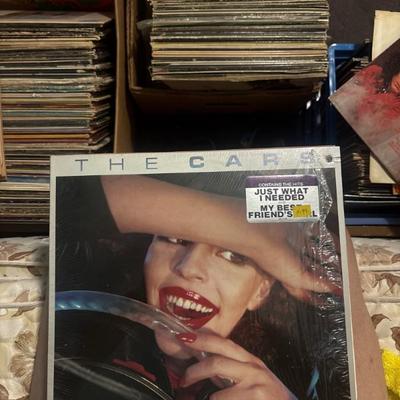 THE CARS
CONTAINS THE HITS
JUST WHAT
I NEEDED
MY BEST
FRIEND'S